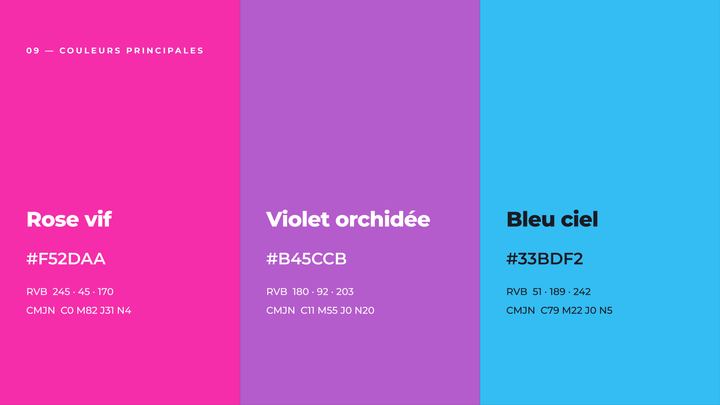 09 — COULEURS PRINCIPALES
Rose vif
#F52DAA
RVB 245 · 45 · 170
CMJN C0 M82 J31 N4
Violet orchidée
#B45CCB
RVB 180 · 92 · 203
CMJN C11 M55 J0 N20
Bleu ciel
#33BDF2
RVB 51 · 189 · 242
CMJN C79 M22 J0 N5